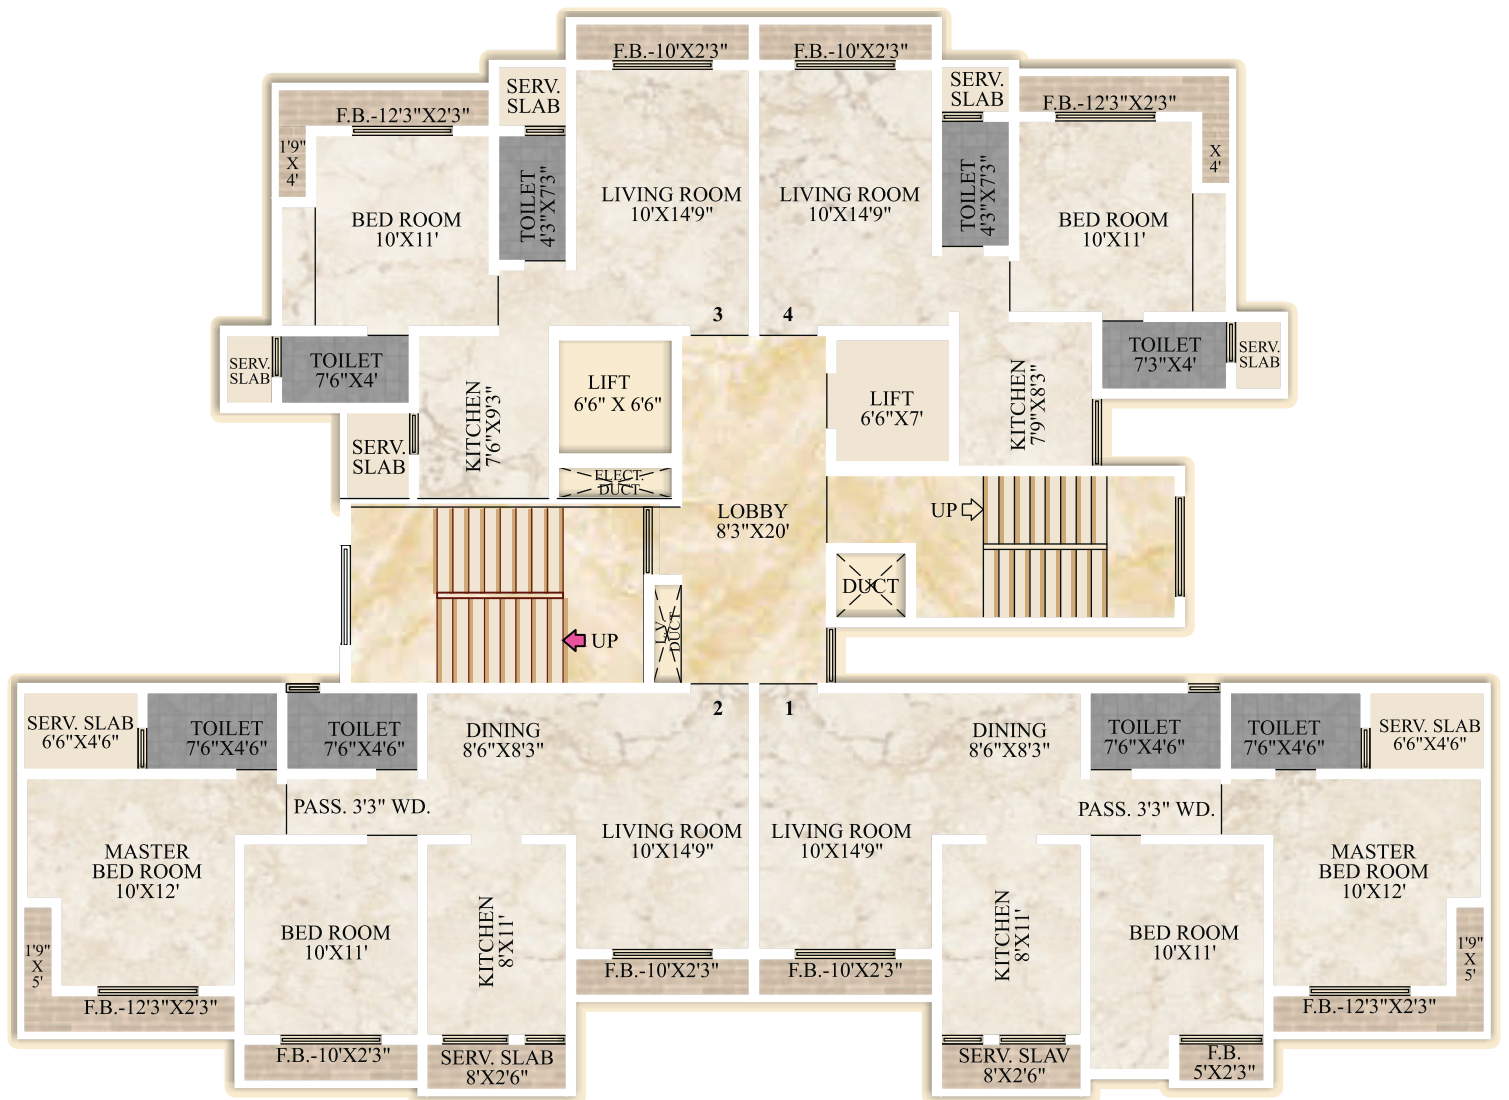 F.B.-10'X2'3"
F.B.-10'X2'3"
SERV.
SLAB
SERV.
SLAB
F.B.-12'3"X2'3"
F.B.-12'3"X2'3"
1'9"
X
4'
X
4'
TOILET
4'3"X7'3"
LIVING ROOM
10'X14'9"
LIVING ROOM
10'X14'9"
TOILET
4'3"X7'3"
BED ROOM
10'X11'
BED ROOM
10'X11'
3
4
SERV.
SLAB
TOILET
7'6"X4'
LIFT
6'6" X 6'6"
LIFT
6'6"X7'
TOILET
7'3"X4'
SERV.
SLAB
KITCHEN
7'6"X9'3"
KITCHEN
7'9"X8'3"
SERV.
SLAB
ELECT.
DUCT
LOBBY
8'3"X20'
UP
DUCT
UP
L.V.
DUCT
2
1
SERV. SLAB
6'6"X4'6"
TOILET
7'6"X4'6"
TOILET
7'6"X4'6"
DINING
8'6"X8'3"
DINING
8'6"X8'3"
TOILET
7'6"X4'6"
TOILET
7'6"X4'6"
SERV. SLAB
6'6"X4'6"
PASS. 3'3" WD.
PASS. 3'3" WD.
MASTER
BED ROOM
10'X12'
LIVING ROOM
10'X14'9"
LIVING ROOM
10'X14'9"
MASTER
BED ROOM
10'X12'
BED ROOM
10'X11'
KITCHEN
8'X11'
KITCHEN
8'X11'
BED ROOM
10'X11'
1'9"
X
5'
1'9"
X
5'
F.B.-10'X2'3"
F.B.-10'X2'3"
F.B.-12'3"X2'3"
F.B.-12'3"X2'3"
F.B.-10'X2'3"
SERV. SLAB
8'X2'6"
SERV. SLAV
8'X2'6"
F.B.
5'X2'3"